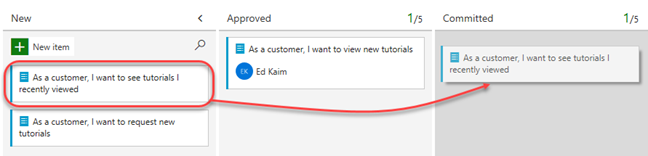 New
New item
As a customer, I want to see tutorials I
recently viewed
As a customer, I want to request new
tutorials
Approved 1/5
As a customer, I want to view new tutorials
EK Ed Kaim
Committed 1/5
As a customer, I want to see tutorials I
recently viewed